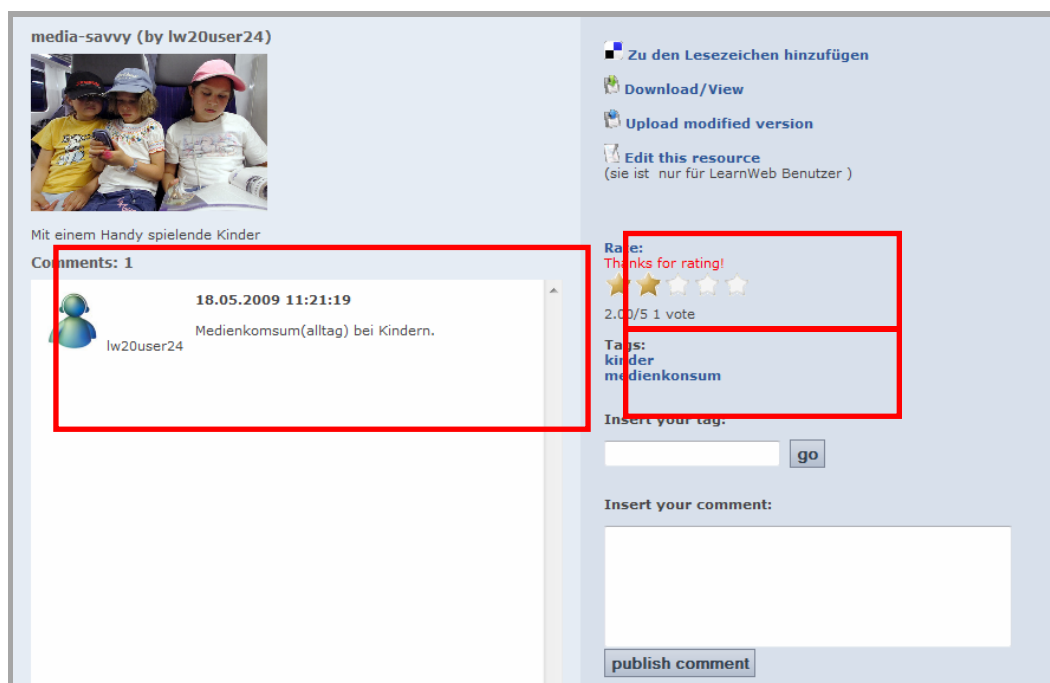 media-savvy (by lw20user24)
Mit einem Handy spielende Kinder
Comments: 1
18.05.2009 11:21:19
Medienkomsum(alltag) bei Kindern.
lw20user24
Zu den Lesezeichen hinzufügen
Download/View
Upload modified version
Edit this resource
(sie ist nur für LearnWeb Benutzer )
Rate:
Thanks for rating!
2.00/5 1 vote
Tags:
kinder
medienkonsum
Insert your tag:
go
Insert your comment:
publish comment